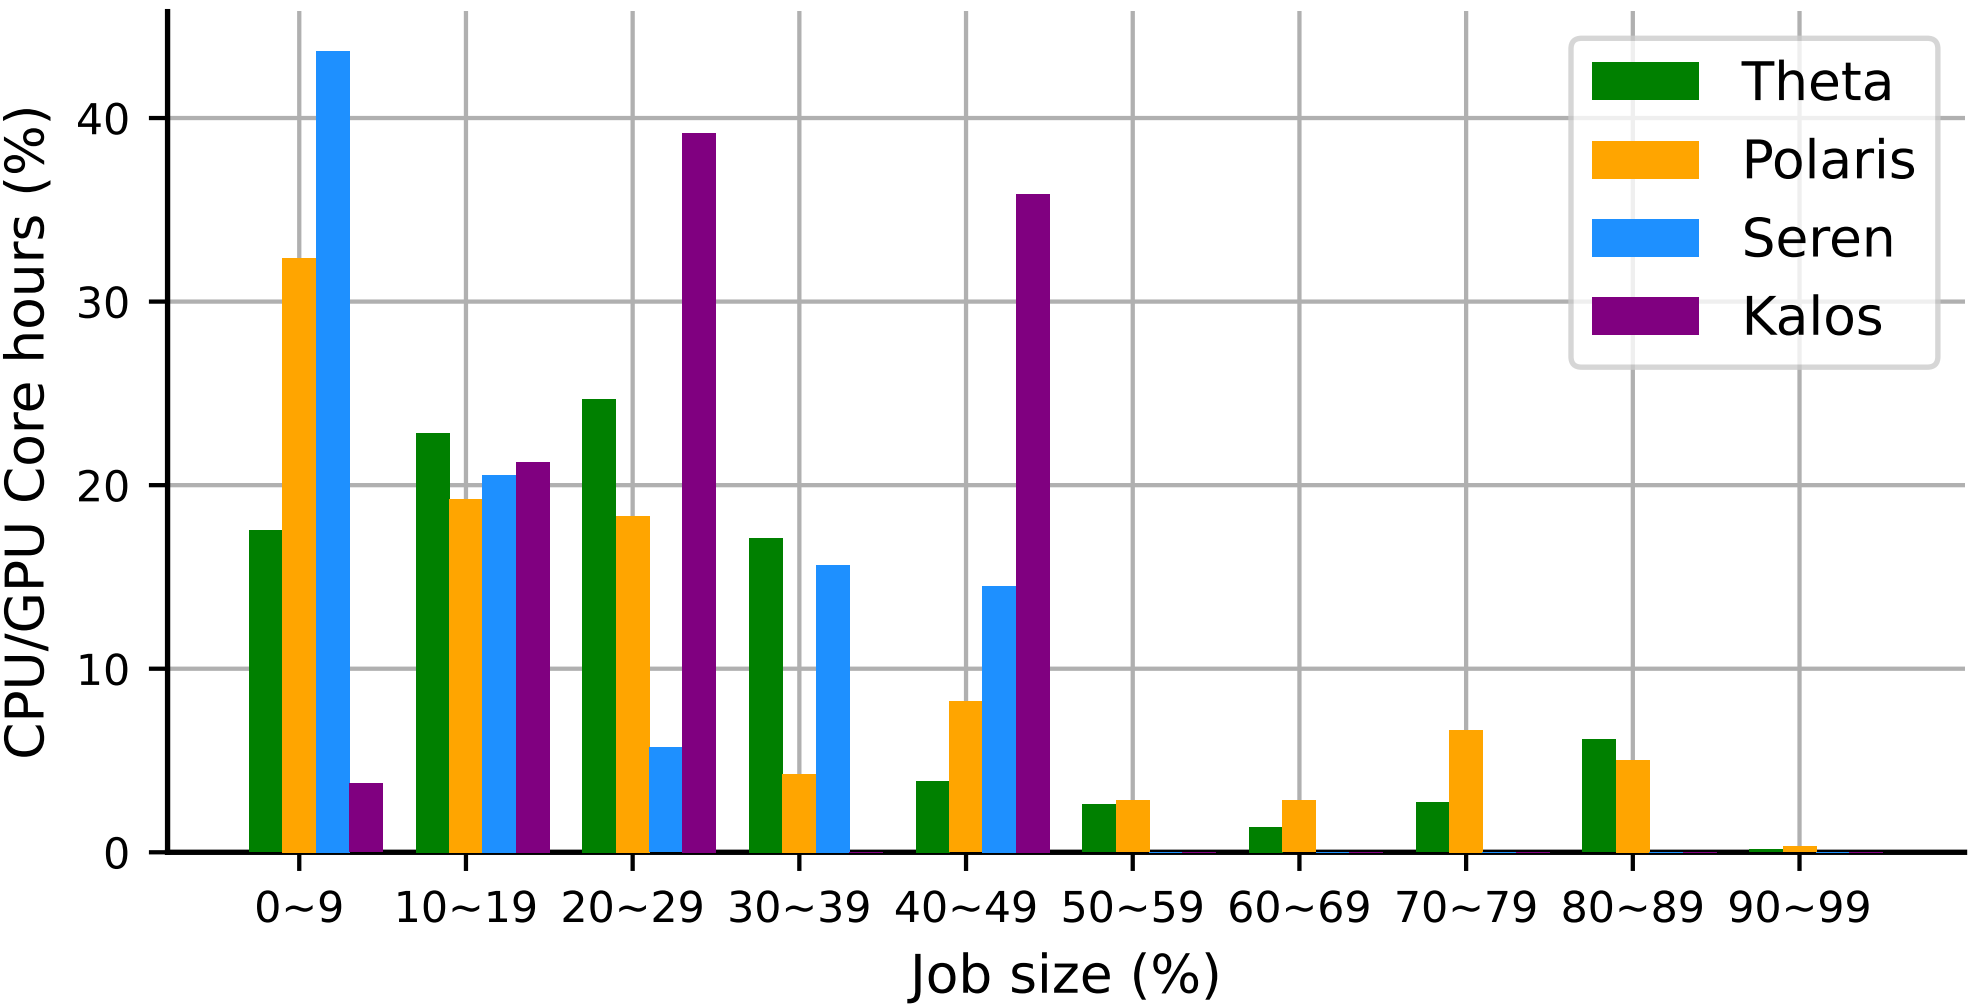 CPU/GPU Core hours (%)
40
30
20
10
0
0~9 10~19 20~29 30~39 40~49 50~59 60~69 70~79 80~89 90~99
Job size (%)
Theta
Polaris
Seren
Kalos